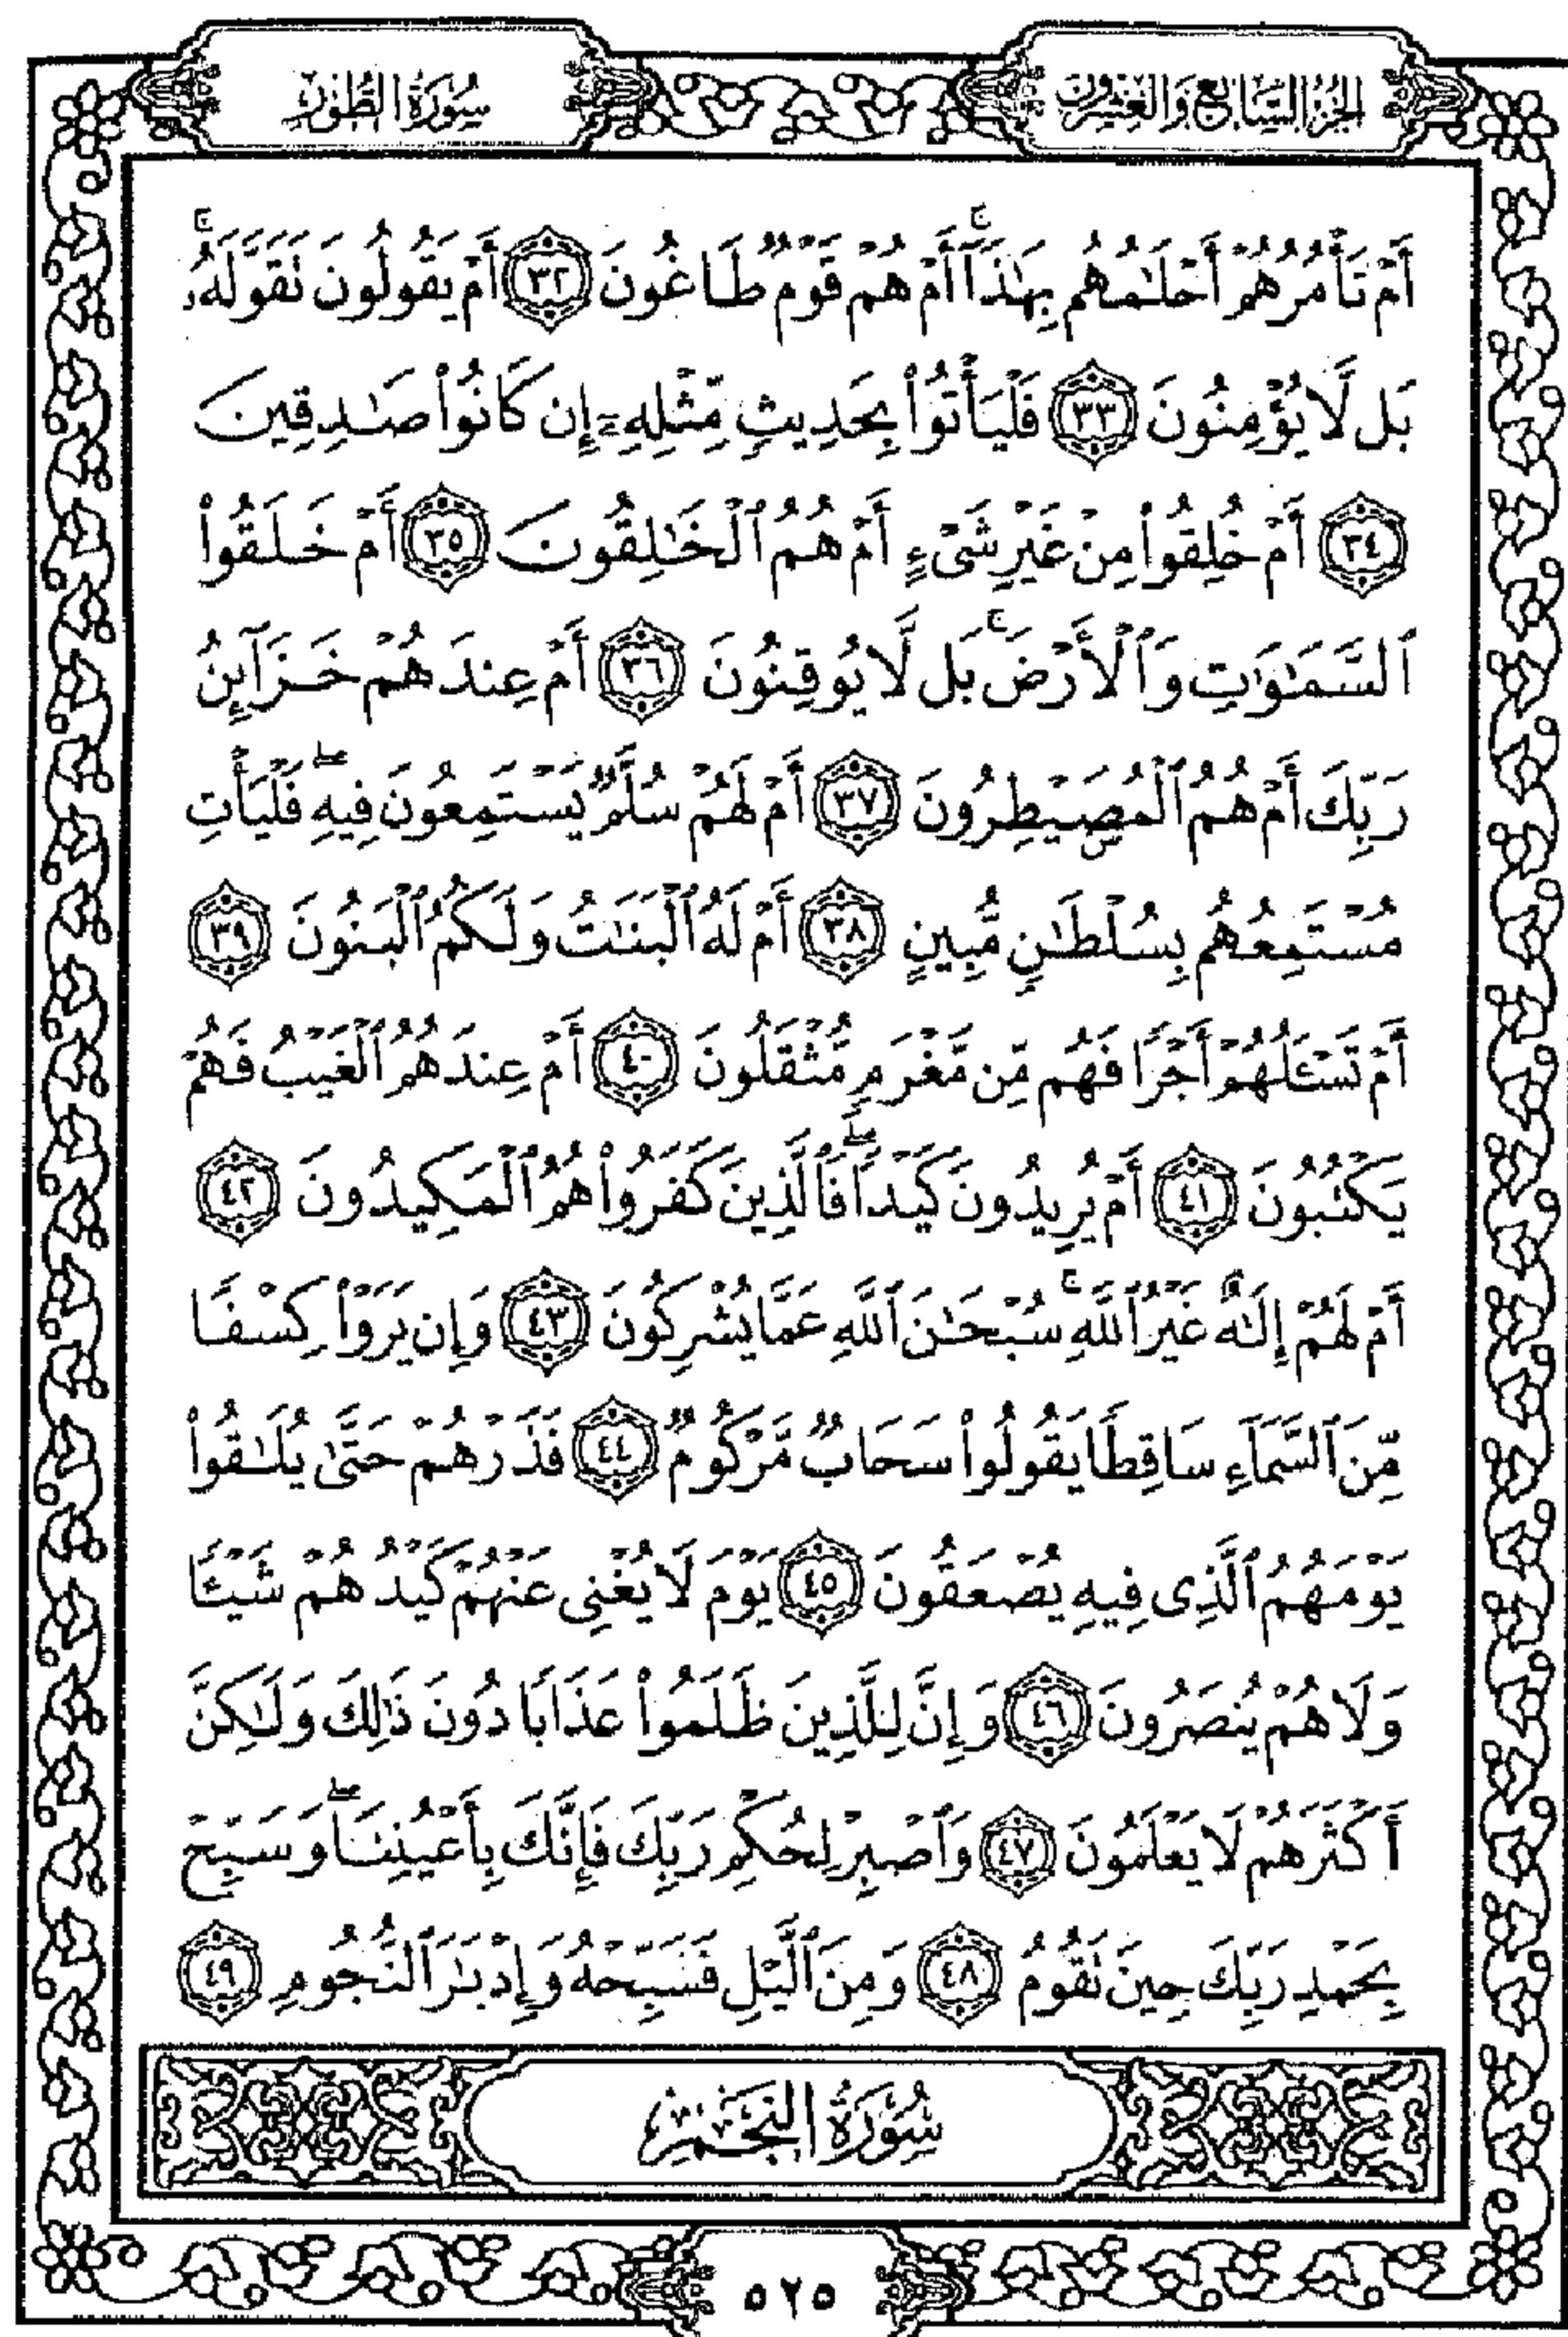 الجزء السابع والعشرون
سورة الطور
أَمْ تَأْمُرُهُمْ أَحْلَـٰمُهُم بِهَـٰذَآ ۚ أَمْ هُمْ قَوْمٌ طَاغُونَ ٣٢ أَمْ يَقُولُونَ تَقَوَّلَهُۥ ۚ
بَل لَّا يُؤْمِنُونَ ٣٣ فَلْيَأْتُوا۟ بِحَدِيثٍ مِّثْلِهِۦٓ إِن كَانُوا۟ صَـٰدِقِينَ
٣٤ أَمْ خُلِقُوا۟ مِنْ غَيْرِ شَىْءٍ أَمْ هُمُ ٱلْخَـٰلِقُونَ ٣٥ أَمْ خَلَقُوا۟
ٱلسَّمَـٰوَٰتِ وَٱلْأَرْضَ ۚ بَل لَّا يُوقِنُونَ ٣٦ أَمْ عِندَهُمْ خَزَآئِنُ
رَبِّكَ أَمْ هُمُ ٱلْمُصَۣيْطِرُونَ ٣٧ أَمْ لَهُمْ سُلَّمٌ يَسْتَمِعُونَ فِيهِ ۖ فَلْيَأْتِ
مُسْتَمِعُهُم بِسُلْطَـٰنٍ مُّبِينٍ ٣٨ أَمْ لَهُ ٱلْبَنَـٰتُ وَلَكُمُ ٱلْبَنُونَ ٣٩
أَمْ تَسْـَٔلُهُمْ أَجْرًا فَهُم مِّن مَّغْرَمٍ مُّثْقَلُونَ ٤٠ أَمْ عِندَهُمُ ٱلْغَيْبُ فَهُمْ
يَكْتُبُونَ ٤١ أَمْ يُرِيدُونَ كَيْدًا ۖ فَٱلَّذِينَ كَفَرُوا۟ هُمُ ٱلْمَكِيدُونَ ٤٢
أَمْ لَهُمْ إِلَـٰهٌ غَيْرُ ٱللَّهِ ۚ سُبْحَـٰنَ ٱللَّهِ عَمَّا يُشْرِكُونَ ٤٣ وَإِن يَرَوْا۟ كِسْفًا
مِّنَ ٱلسَّمَآءِ سَاقِطًا يَقُولُوا۟ سَحَابٌ مَّرْكُومٌ ٤٤ فَذَرْهُمْ حَتَّىٰ يُلَـٰقُوا۟
يَوْمَهُمُ ٱلَّذِى فِيهِ يُصْعَقُونَ ٤٥ يَوْمَ لَا يُغْنِى عَنْهُمْ كَيْدُهُمْ شَيْـًٔا
وَلَا هُمْ يُنصَرُونَ ٤٦ وَإِنَّ لِلَّذِينَ ظَلَمُوا۟ عَذَابًا دُونَ ذَٰلِكَ وَلَـٰكِنَّ
أَكْثَرَهُمْ لَا يَعْلَمُونَ ٤٧ وَٱصْبِرْ لِحُكْمِ رَبِّكَ فَإِنَّكَ بِأَعْيُنِنَا ۖ وَسَبِّحْ
بِحَمْدِ رَبِّكَ حِينَ تَقُومُ ٤٨ وَمِنَ ٱلَّيْلِ فَسَبِّحْهُ وَإِدْبَـٰرَ ٱلنُّجُومِ ٤٩
سُورَةُ النَّجْمِ
٥٢٥